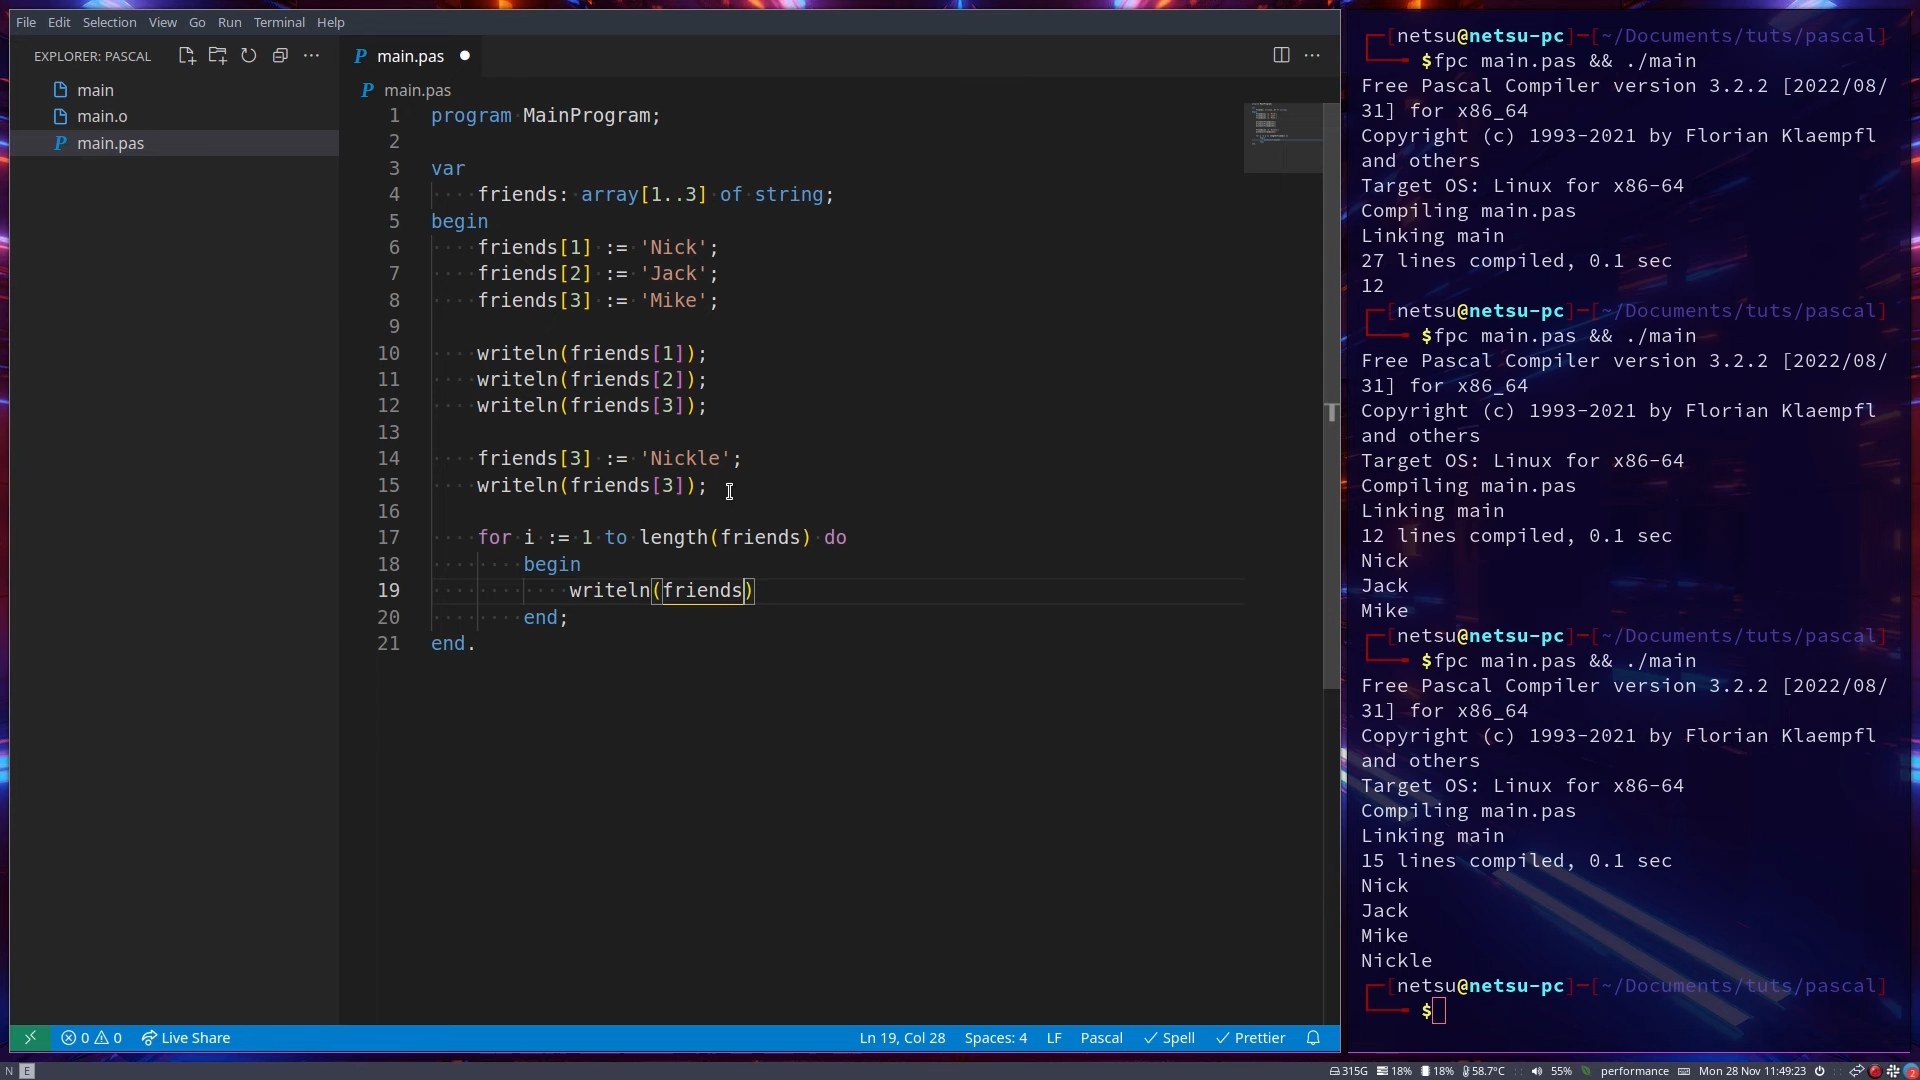 File Edit Selection View Go Run Terminal Help
EXPLORER: PASCAL
main
main.o
main.pas
main.pas
main.pas
1 program MainProgram;
2
3 var
4 friends: array[1..3] of string;
5 begin
6 friends[1] := 'Nick';
7 friends[2] := 'Jack';
8 friends[3] := 'Mike';
9
10 writeln(friends[1]);
11 writeln(friends[2]);
12 writeln(friends[3]);
13
14 friends[3] := 'Nickle';
15 writeln(friends[3]);
16
17 for i := 1 to length(friends) do
18 begin
19 writeln(friends)
20 end;
21 end.
0 0 Live Share
Ln 19, Col 28 Spaces: 4 LF Pascal Spell Prettier
[netsu@netsu-pc]─[~/Documents/tuts/pascal]
$fpc main.pas && ./main
Free Pascal Compiler version 3.2.2 [2022/08/
31] for x86_64
Copyright (c) 1993-2021 by Florian Klaempfl
and others
Target OS: Linux for x86-64
Compiling main.pas
Linking main
27 lines compiled, 0.1 sec
12
[netsu@netsu-pc]─[~/Documents/tuts/pascal]
$fpc main.pas && ./main
Free Pascal Compiler version 3.2.2 [2022/08/
31] for x86_64
Copyright (c) 1993-2021 by Florian Klaempfl
and others
Target OS: Linux for x86-64
Compiling main.pas
Linking main
12 lines compiled, 0.1 sec
Nick
Jack
Mike
[netsu@netsu-pc]─[~/Documents/tuts/pascal]
$fpc main.pas && ./main
Free Pascal Compiler version 3.2.2 [2022/08/
31] for x86_64
Copyright (c) 1993-2021 by Florian Klaempfl
and others
Target OS: Linux for x86-64
Compiling main.pas
Linking main
15 lines compiled, 0.1 sec
Nick
Jack
Mike
Nickle
[netsu@netsu-pc]─[~/Documents/tuts/pascal]
$
N E
315G 18% 18% 58.7°C 55% performance Mon 28 Nov 11:49:23 2